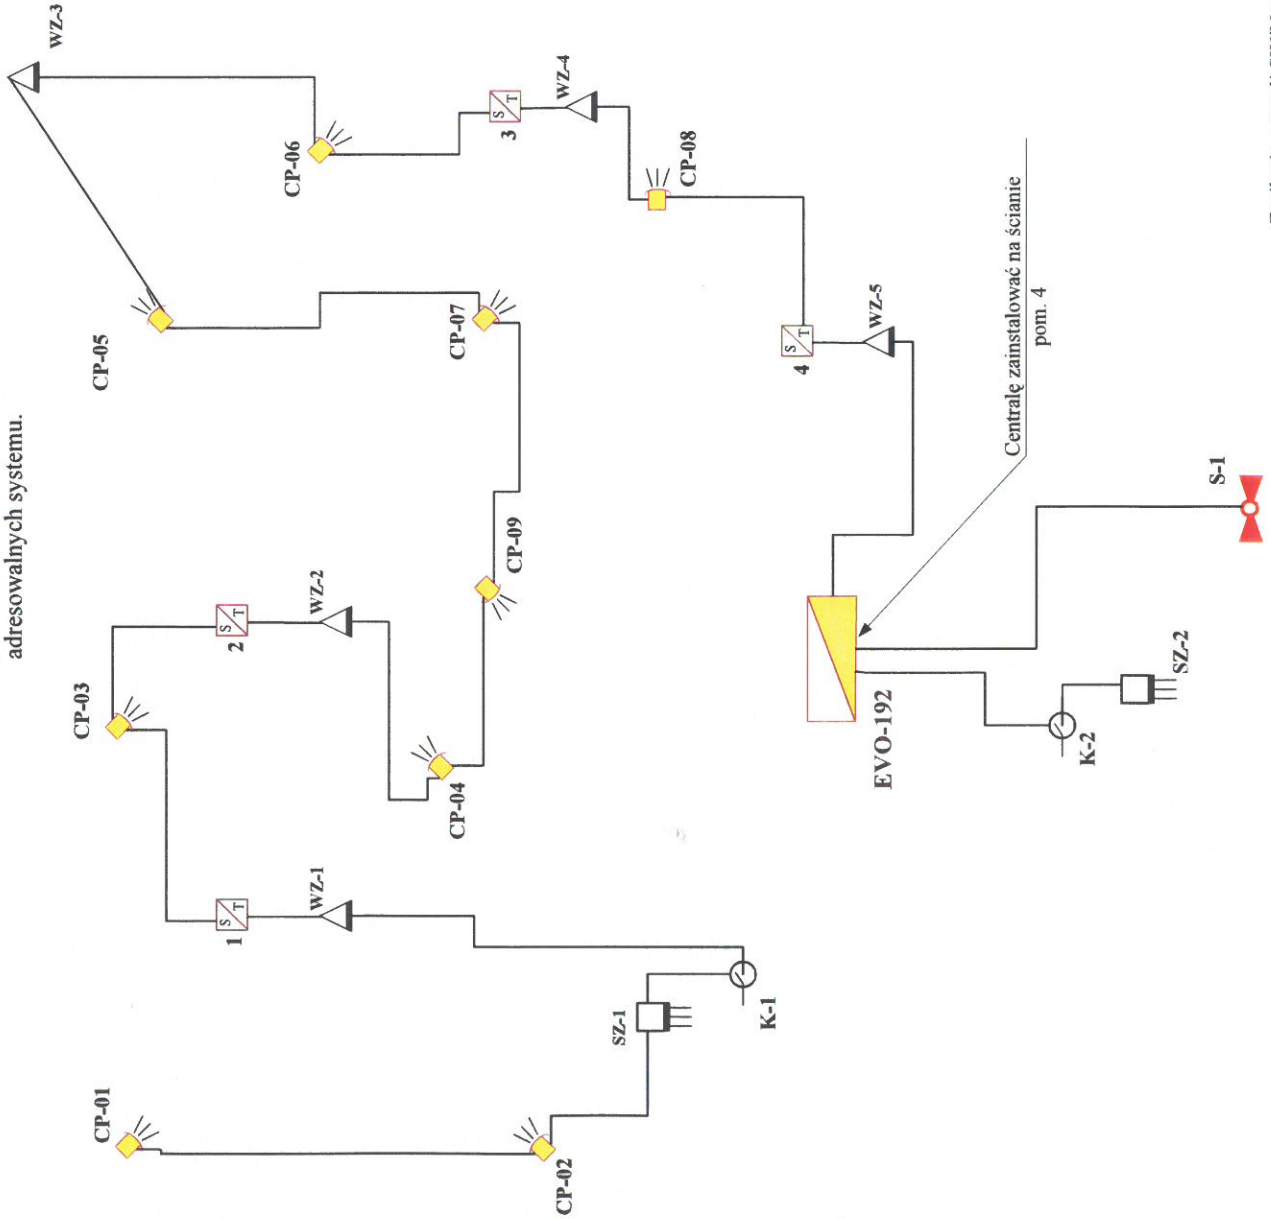 adresowalnych systemu.
WZ-3
CP-06
S
T
3
WZ-4
CP-08
CP-05
CP-07
S
T
4
WZ-5
Centralę zainstalować na ścianie
pom. 4
CP-03
S
T
2
WZ-2
CP-09
CP-04
EVO-192
S-1
K-2
SZ-2
S
T
1
WZ-1
SZ-1
K-1
CP-01
CP-02